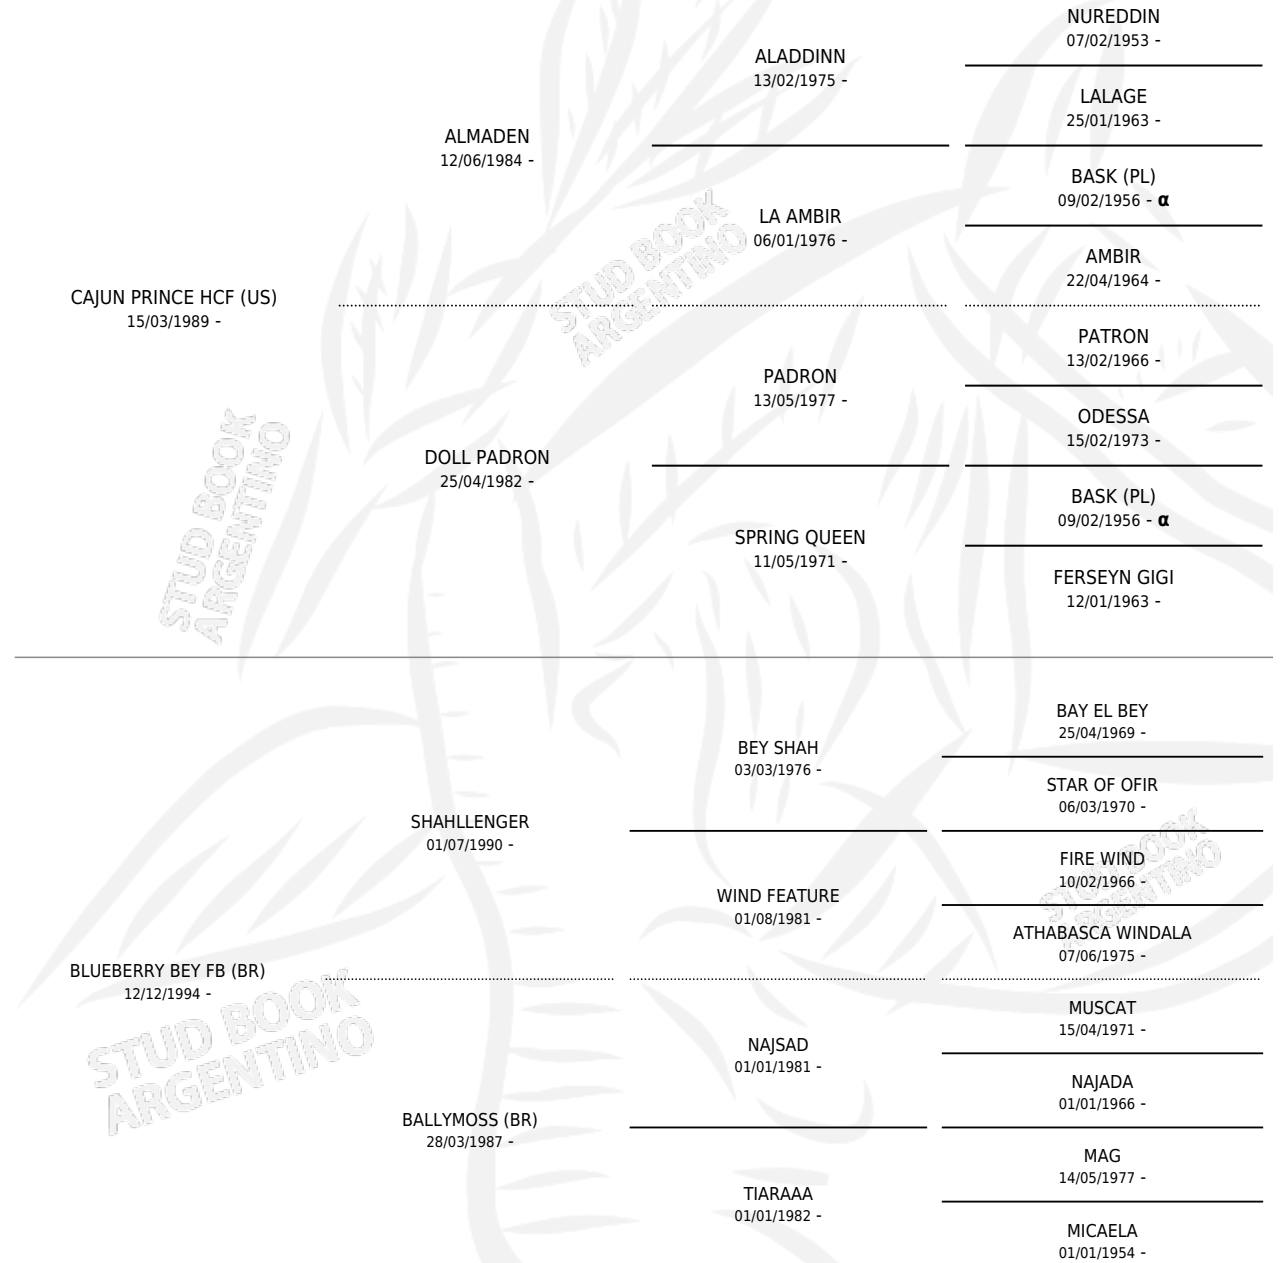 NUREDDIN
07/02/1953 -
ALADDINN
13/02/1975 -
LALAGE
25/01/1963 -
ALMADEN
12/06/1984 -
BASK (PL)
09/02/1956 - α
LA AMBIR
06/01/1976 -
AMBIR
22/04/1964 -
STUD BOOK
ARGENTINO
CAJUN PRINCE HCF (US)
15/03/1989 -
PATRON
13/02/1966 -
PADRON
13/05/1977 -
ODESSA
15/02/1973 -
STUD BOOK
ARGENTINO
DOLL PADRON
25/04/1982 -
BASK (PL)
09/02/1956 - α
SPRING QUEEN
11/05/1971 -
FERSEYN GIGI
12/01/1963 -
BAY EL BEY
25/04/1969 -
BEY SHAH
03/03/1976 -
STAR OF OFIR
06/03/1970 -
SHAHLLENGER
01/07/1990 -
STUD BOOK
ARGENTINO
FIRE WIND
10/02/1966 -
WIND FEATURE
01/08/1981 -
ATHABASCA WINDALA
07/06/1975 -
BLUEBERRY BEY FB (BR)
12/12/1994 -
STUD BOOK
ARGENTINO
MUSCAT
15/04/1971 -
NAJSAD
01/01/1981 -
NAJADA
01/01/1966 -
BALLYMOSS (BR)
28/03/1987 -
MAG
14/05/1977 -
TIARAAA
01/01/1982 -
MICAELA
01/01/1954 -